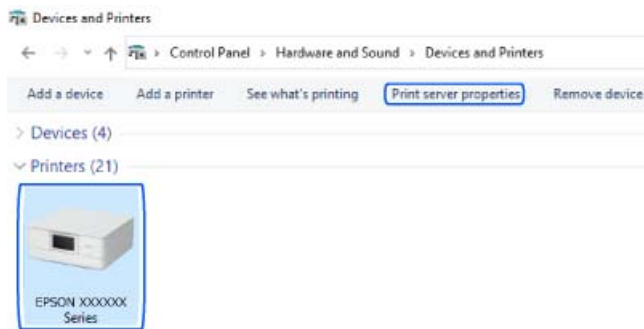 Devices and Printers
Control Panel > Hardware and Sound > Devices and Printers
Add a device Add a printer See what's printing Print server properties Remove device
Devices (4)
Printers (21)
EPSON XXXXXX
Series